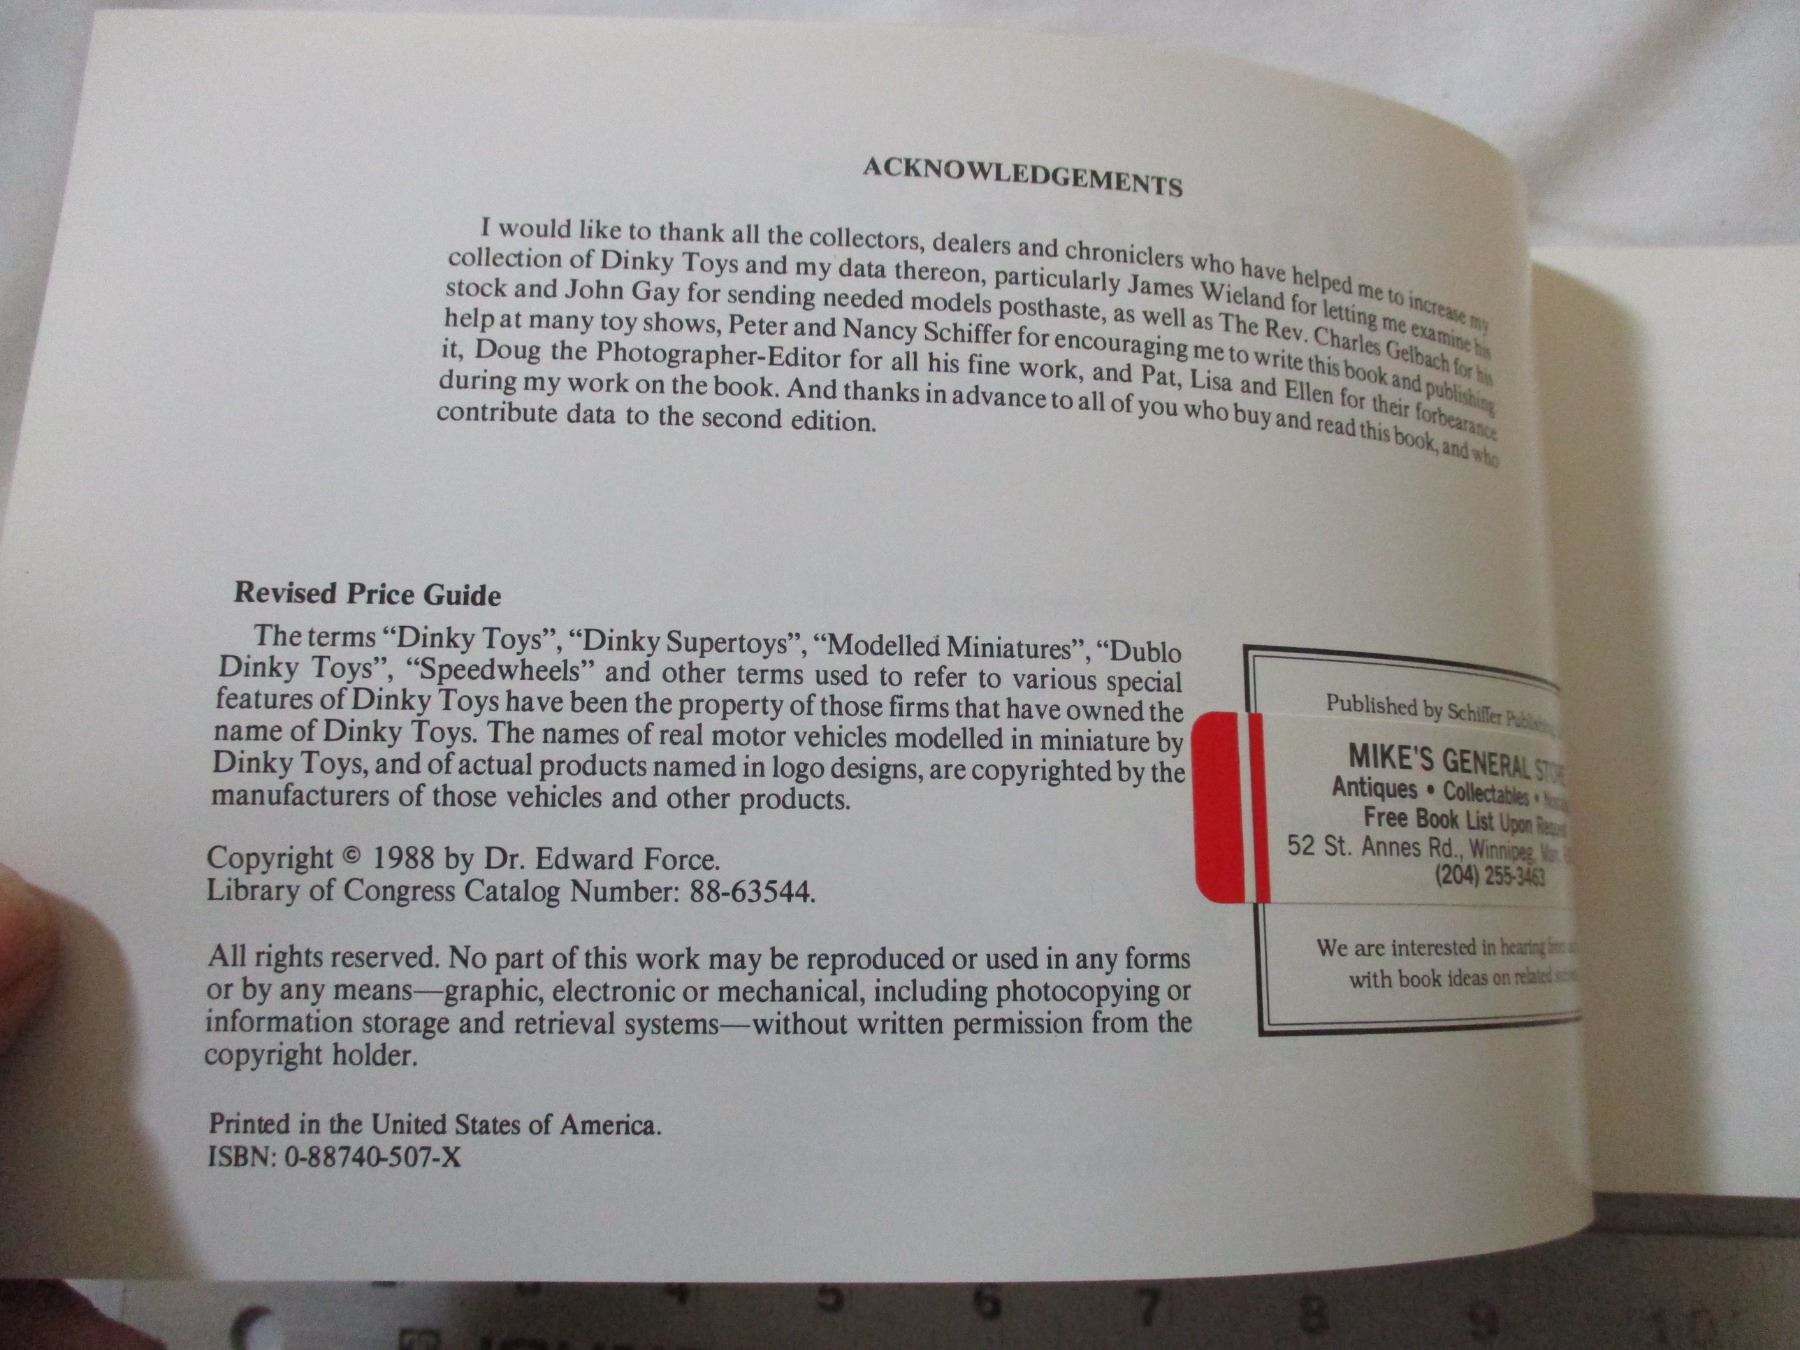 ACKNOWLEDGEMENTS
I would like to thank all the collectors, dealers and chroniclers who have helped me to increase my
collection of Dinky Toys and my data thereon, particularly James Wieland for letting me examine his
stock and John Gay for sending needed models posthaste, as well as The Rev. Charles Gelbach for his
help at many toy shows, Peter and Nancy Schiffer for encouraging me to write this book and publishing
it, Doug the Photographer-Editor for all his fine work, and Pat, Lisa and Ellen for their forbearance
during my work on the book. And thanks in advance to all of you who buy and read this book, and who
contribute data to the second edition.
Revised Price Guide
The terms “Dinky Toys”, “Dinky Supertoys”, “Modelled Miniatures”, “Dublo
Dinky Toys”, “Speedwheels” and other terms used to refer to various special
features of Dinky Toys have been the property of those firms that have owned the
name of Dinky Toys. The names of real motor vehicles modelled in miniature by
Dinky Toys, and of actual products named in logo designs, are copyrighted by the
manufacturers of those vehicles and other products.
Copyright © 1988 by Dr. Edward Force.
Library of Congress Catalog Number: 88-63544.
All rights reserved. No part of this work may be reproduced or used in any forms
or by any means—graphic, electronic or mechanical, including photocopying or
information storage and retrieval systems—without written permission from the
copyright holder.
Printed in the United States of America.
ISBN: 0-88740-507-X
Published by Schiffer
MIKE'S GENERAL STORE
Antiques • Collectables •
Free Book List Upon
52 St. Annes Rd., Winnipeg,
(204) 255-3463
We are interested in hearing
with book ideas on related
4 5 6 7 8 9 10